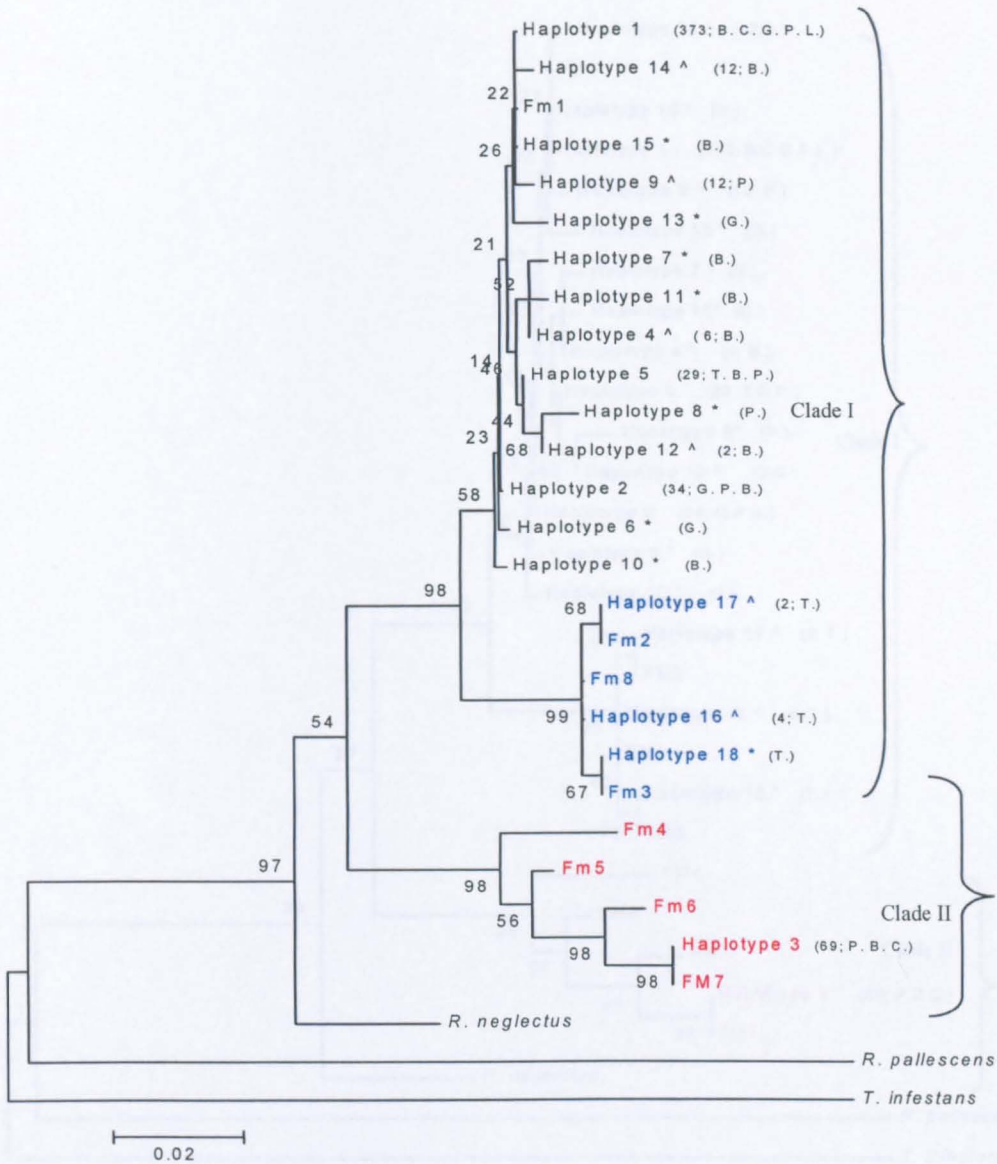 Haplotype 1 (373; B. C. G. P. L.)
Haplotype 14 ^ (12; B.)
22
Fm1
Haplotype 15 * (B.)
26
Haplotype 9 ^ (12; P)
Haplotype 13 * (G.)
21
Haplotype 7 * (B.)
52
Haplotype 11 * (B.)
Haplotype 4 ^ (6; B.)
14
46
Haplotype 5 (29; T. B. P.)
Haplotype 8 * (P.)
Clade I
44
23
68
Haplotype 12 ^ (2; B.)
Haplotype 2 (34; G. P. B.)
58
Haplotype 6 * (G.)
Haplotype 10 * (B.)
98
68
Haplotype 17 ^ (2; T.)
Fm2
Fm8
54
99
Haplotype 16 ^ (4; T.)
Haplotype 18 * (T.)
67
Fm3
Fm4
97
98
Fm5
Fm6
56
Clade II
98
Haplotype 3 (69; P. B. C.)
98
FM7
R. neglectus
R. pallescens
T. infestans
0.02